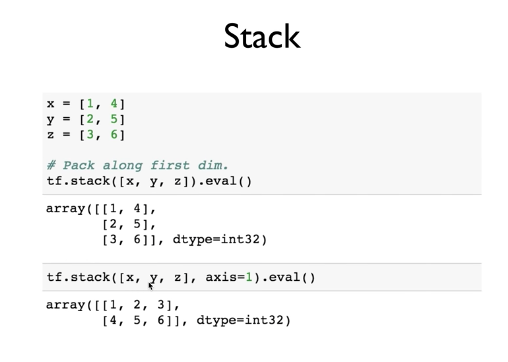 Stack
x = [1, 4]
y = [2, 5]
z = [3, 6]
# Pack along first dim.
tf.stack([x, y, z]).eval()
array([[1, 4],
[2, 5],
[3, 6]], dtype=int32)
tf.stack([x, y, z], axis=1).eval()
array([[1, 2, 3],
[4, 5, 6]], dtype=int32)